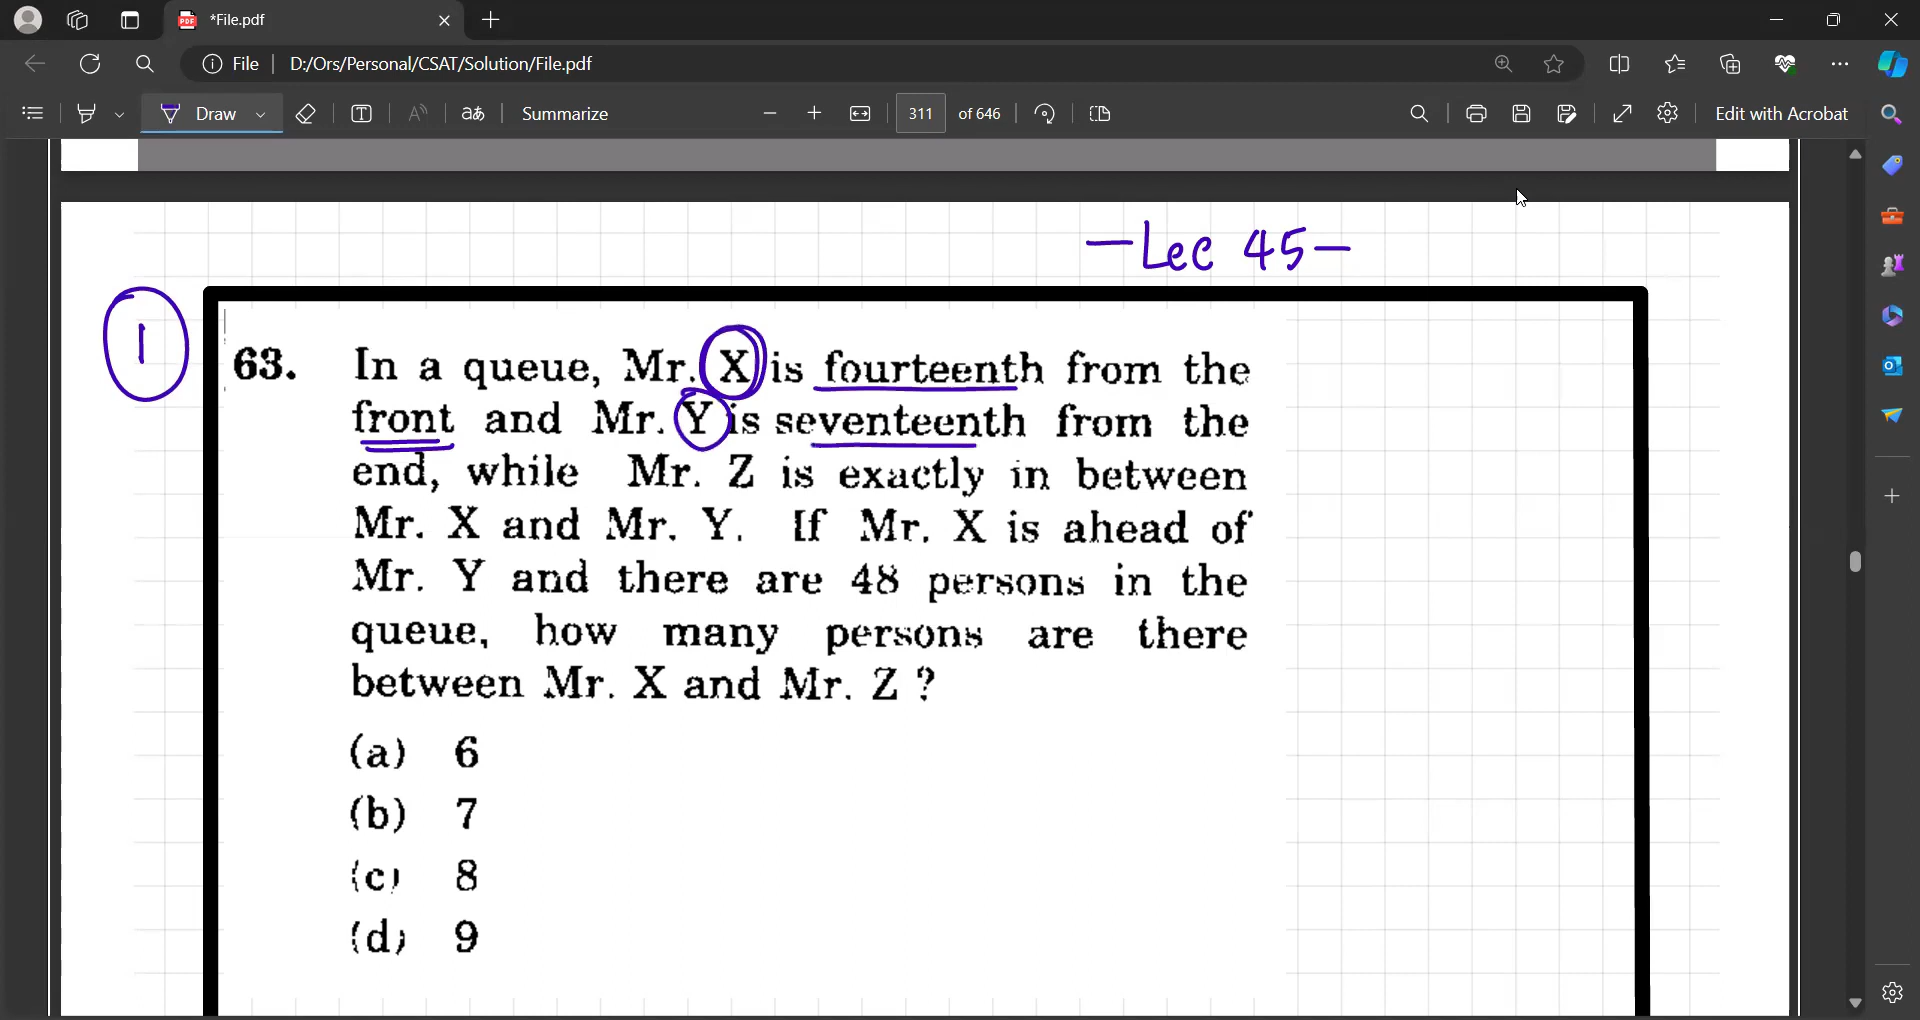 *File.pdf
File
D:/Ors/Personal/CSAT/Solution/File.pdf
Draw
aあ
Summarize
311 of 646
Edit with Acrobat
—Lec 45—
1
63. In a queue, Mr. X is fourteenth from the
front and Mr. Y is seventeenth from the
end, while Mr. Z is exactly in between
Mr. X and Mr. Y. If Mr. X is ahead of
Mr. Y and there are 48 persons in the
queue, how many persons are there
between Mr. X and Mr. Z ?
(a) 6
(b) 7
(c) 8
(d) 9